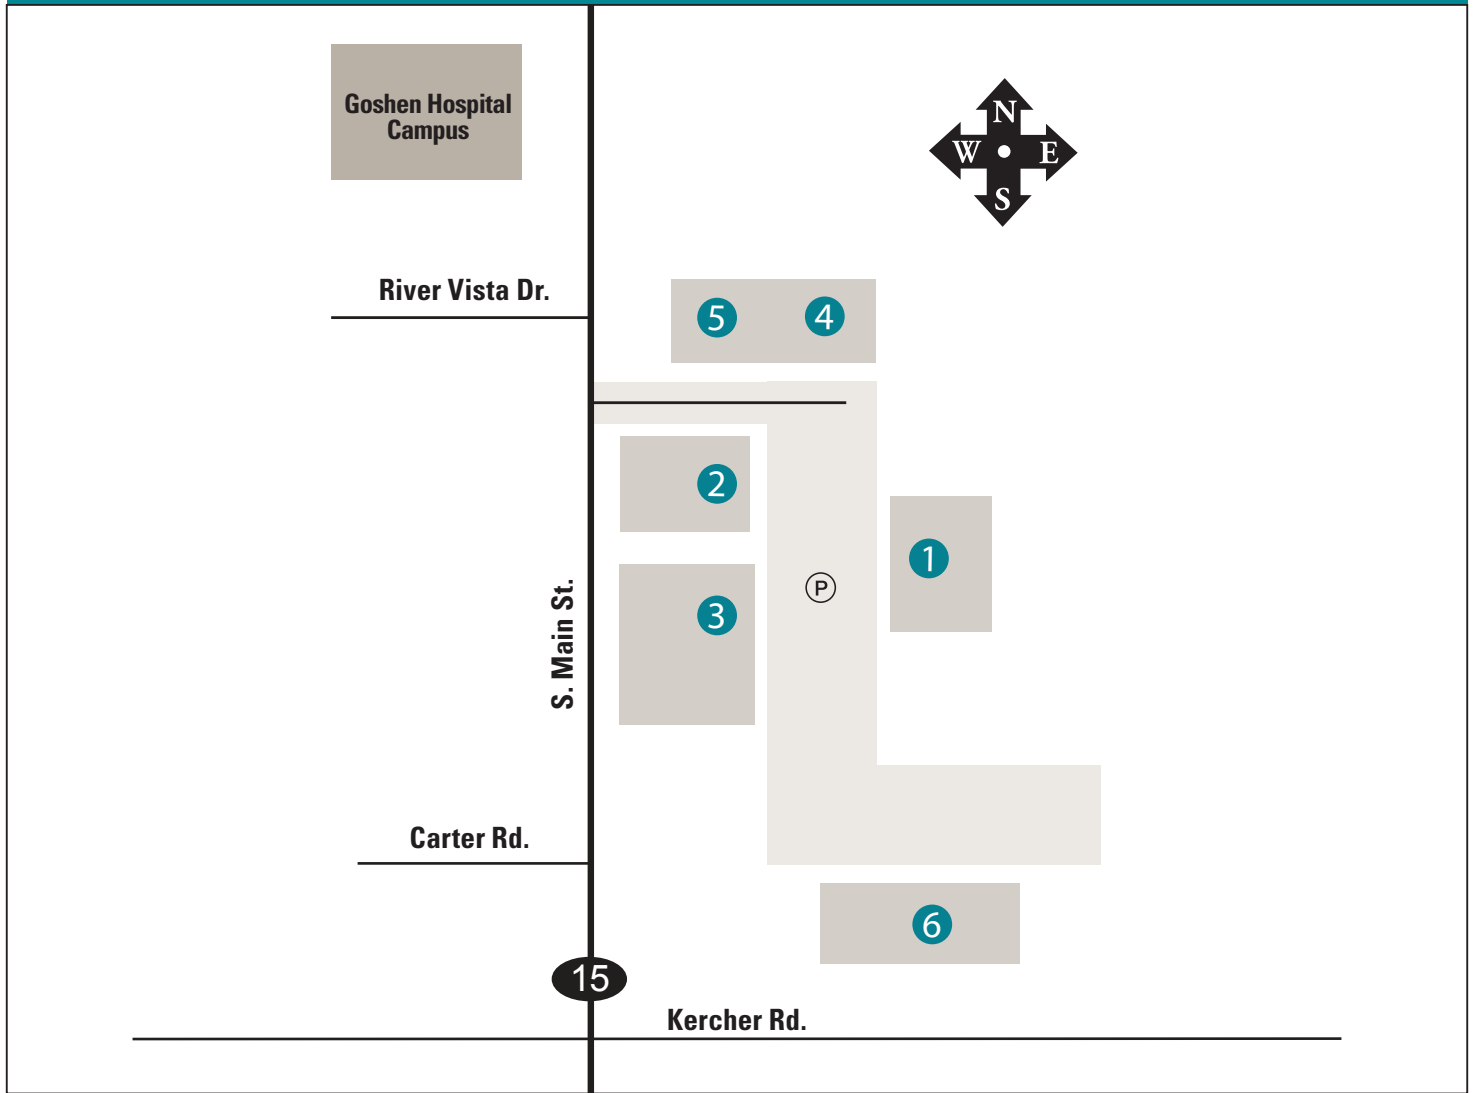 Goshen Hospital
Campus
N
W E
S
River Vista Dr.
5 4
2
1
P
3
S. Main St.
Carter Rd.
6
15
Kercher Rd.